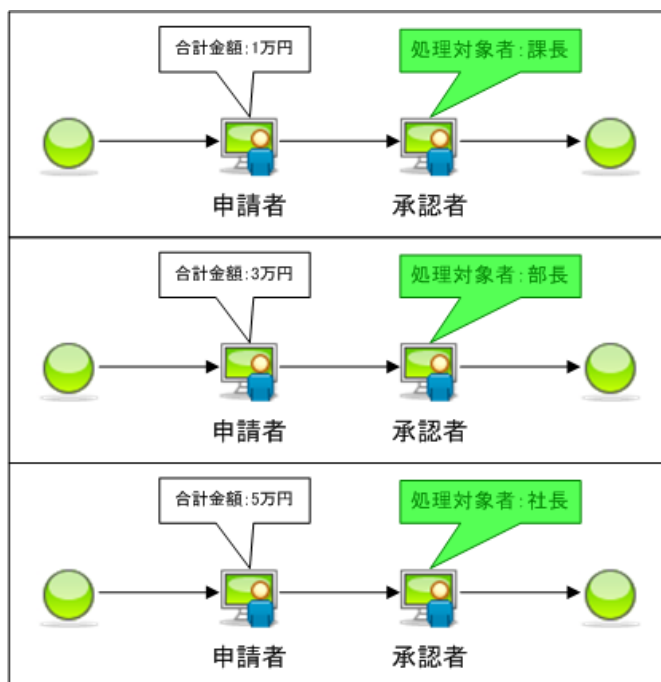 合計金額:1万円
処理対象者:課長
申請者
承認者
合計金額:3万円
処理対象者:部長
申請者
承認者
合計金額:5万円
処理対象者:社長
申請者
承認者